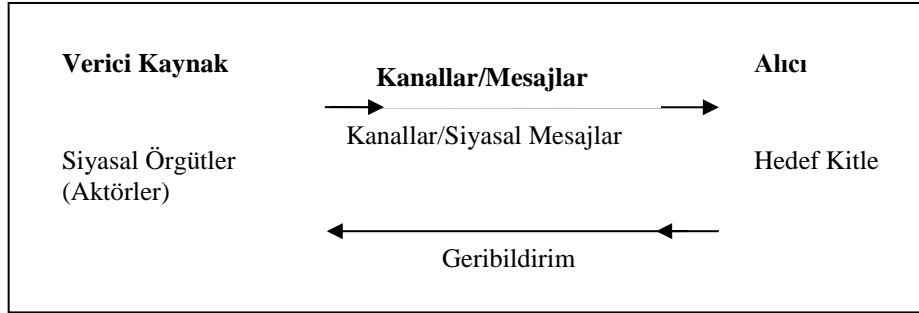 Verici Kaynak
Kanallar/Mesajlar
Alıcı
Kanallar/Siyasal Mesajlar
Siyasal Örgütler
(Aktörler)
Hedef Kitle
Geribildirim